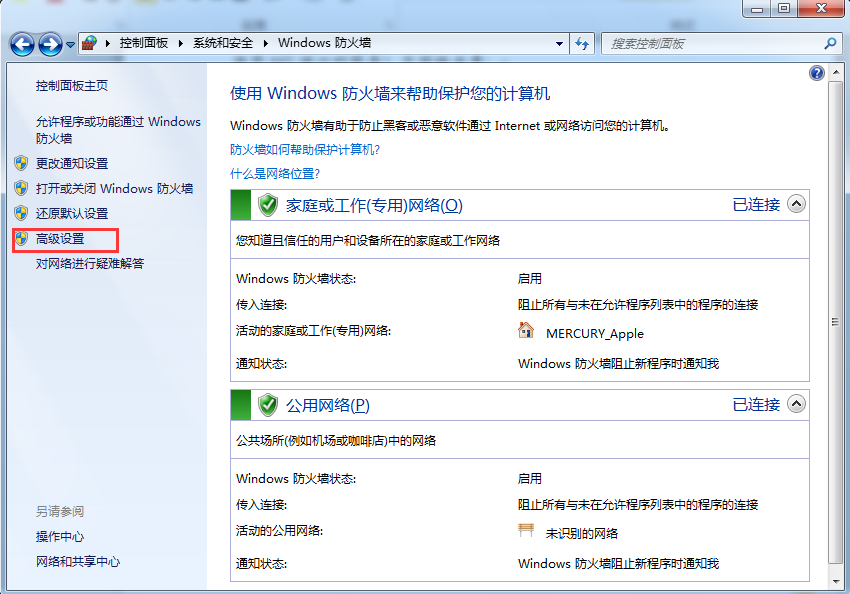 控制面板 ▸ 系统和安全 ▸ Windows 防火墙
搜索控制面板
控制面板主页
允许程序或功能通过 Windows
防火墙
更改通知设置
打开或关闭 Windows 防火墙
还原默认设置
高级设置
对网络进行疑难解答
另请参阅
操作中心
网络和共享中心
使用 Windows 防火墙来帮助保护您的计算机
Windows 防火墙有助于防止黑客或恶意软件通过 Internet 或网络访问您的计算机。
防火墙如何帮助保护计算机?
什么是网络位置?
家庭或工作(专用)网络(O) 已连接
您知道且信任的用户和设备所在的家庭或工作网络
Windows 防火墙状态: 启用
传入连接: 阻止所有与未在允许程序列表中的程序的连接
活动的家庭或工作(专用)网络: MERCURY_Apple
通知状态: Windows 防火墙阻止新程序时通知我
公用网络(P) 已连接
公共场所(例如机场或咖啡店)中的网络
Windows 防火墙状态: 启用
传入连接: 阻止所有与未在允许程序列表中的程序的连接
活动的公用网络: 未识别的网络
通知状态: Windows 防火墙阻止新程序时通知我